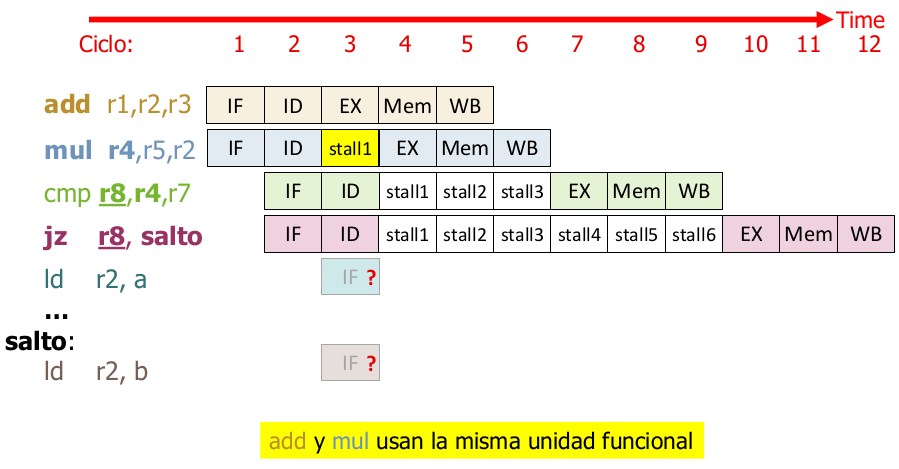 Time
Ciclo: 1 2 3 4 5 6 7 8 9 10 11 12
add r1,r2,r3 IF ID EX Mem WB
mul r4,r5,r2 IF ID stall1 EX Mem WB
cmp r8,r4,r7 IF ID stall1 stall2 stall3 EX Mem WB
jz r8, salto IF ID stall1 stall2 stall3 stall4 stall5 stall6 EX Mem WB
ld r2, a IF ?
...
salto:
ld r2, b IF ?
add y mul usan la misma unidad funcional